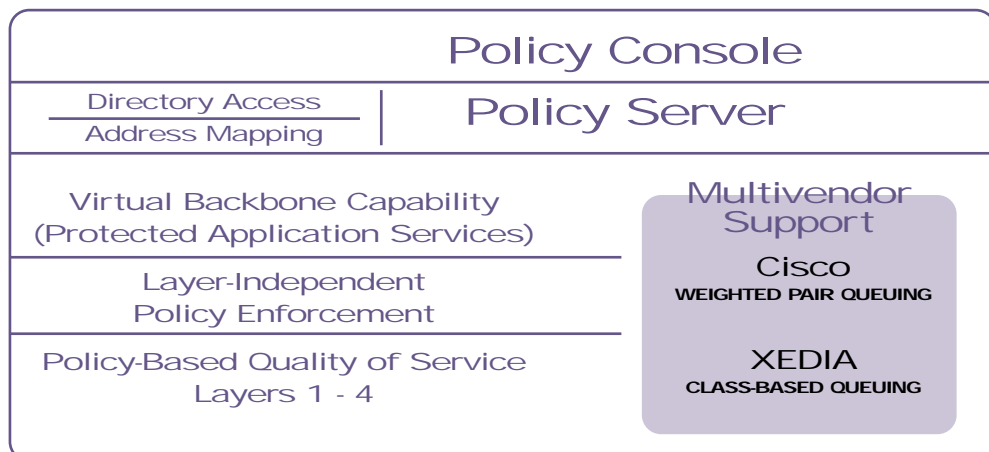 Policy Console
Directory Access
Address Mapping
Policy Server
Virtual Backbone Capability
(Protected Application Services)
Layer-Independent
Policy Enforcement
Policy-Based Quality of Service
Layers 1 - 4
Multivendor
Support
Cisco
WEIGHTED PAIR QUEUING
XEDIA
CLASS-BASED QUEUING